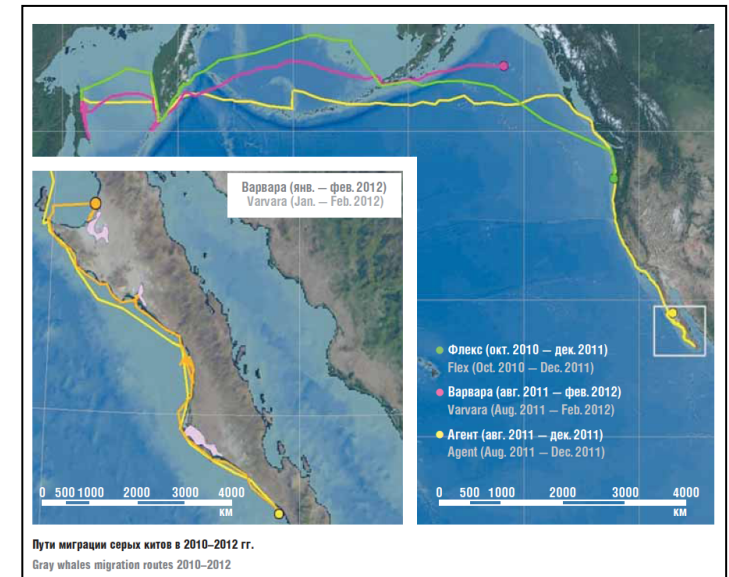 Варвара (янв. — фев. 2012)
Varvara (Jan. — Feb. 2012)
Флекс (окт. 2010 — дек. 2011)
Flex (Oct. 2010 — Dec. 2011)
Варвара (авг. 2011 — фев. 2012)
Varvara (Aug. 2011 — Feb. 2012)
Агент (авг. 2011 — дек. 2011)
Agent (Aug. 2011 — Dec. 2011)
0 500 1000 2000 3000 4000
км
0 500 1000 2000 3000 4000
км
Пути миграции серых китов в 2010–2012 гг.
Gray whales migration routes 2010–2012